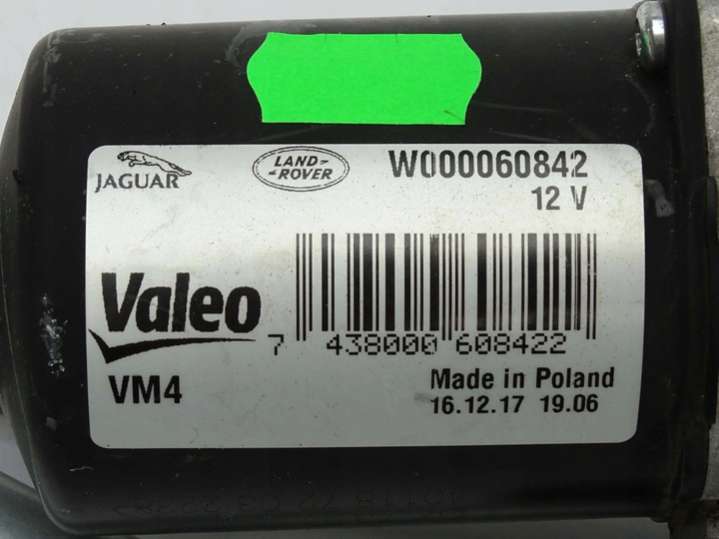 JAGUAR
LAND-
-ROVER
W000060842
12 V
Valeo
7 438000 608422
VM4
Made in Poland
16.12.17 19.06